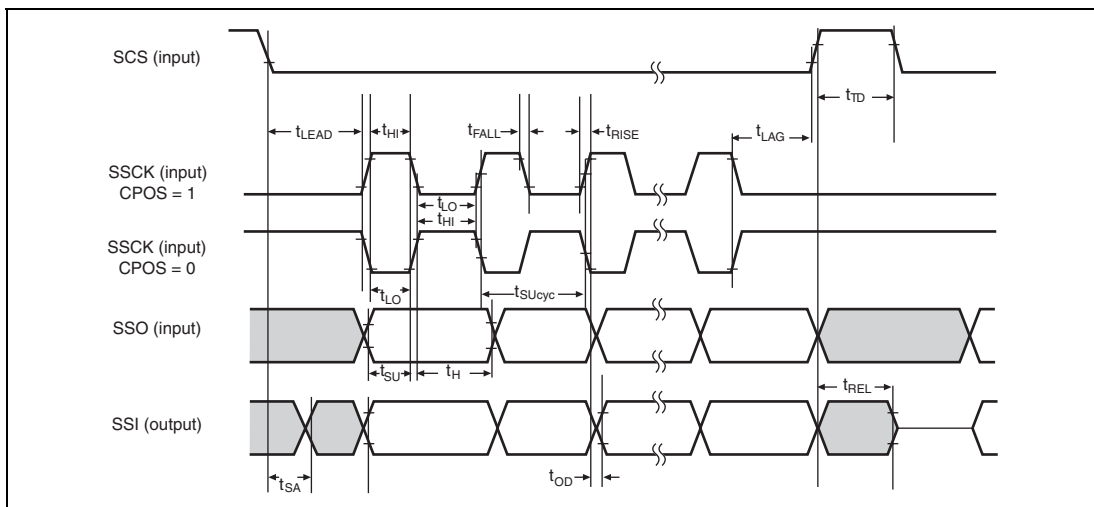 SCS (input)
tTD
tLEAD
tHI
tFALL
tRISE
tLAG
SSCK (input)
CPOS = 1
tLO
tHI
SSCK (input)
CPOS = 0
tLO
tSUcyc
SSO (input)
tSU
tH
tREL
SSI (output)
tSA
tOD